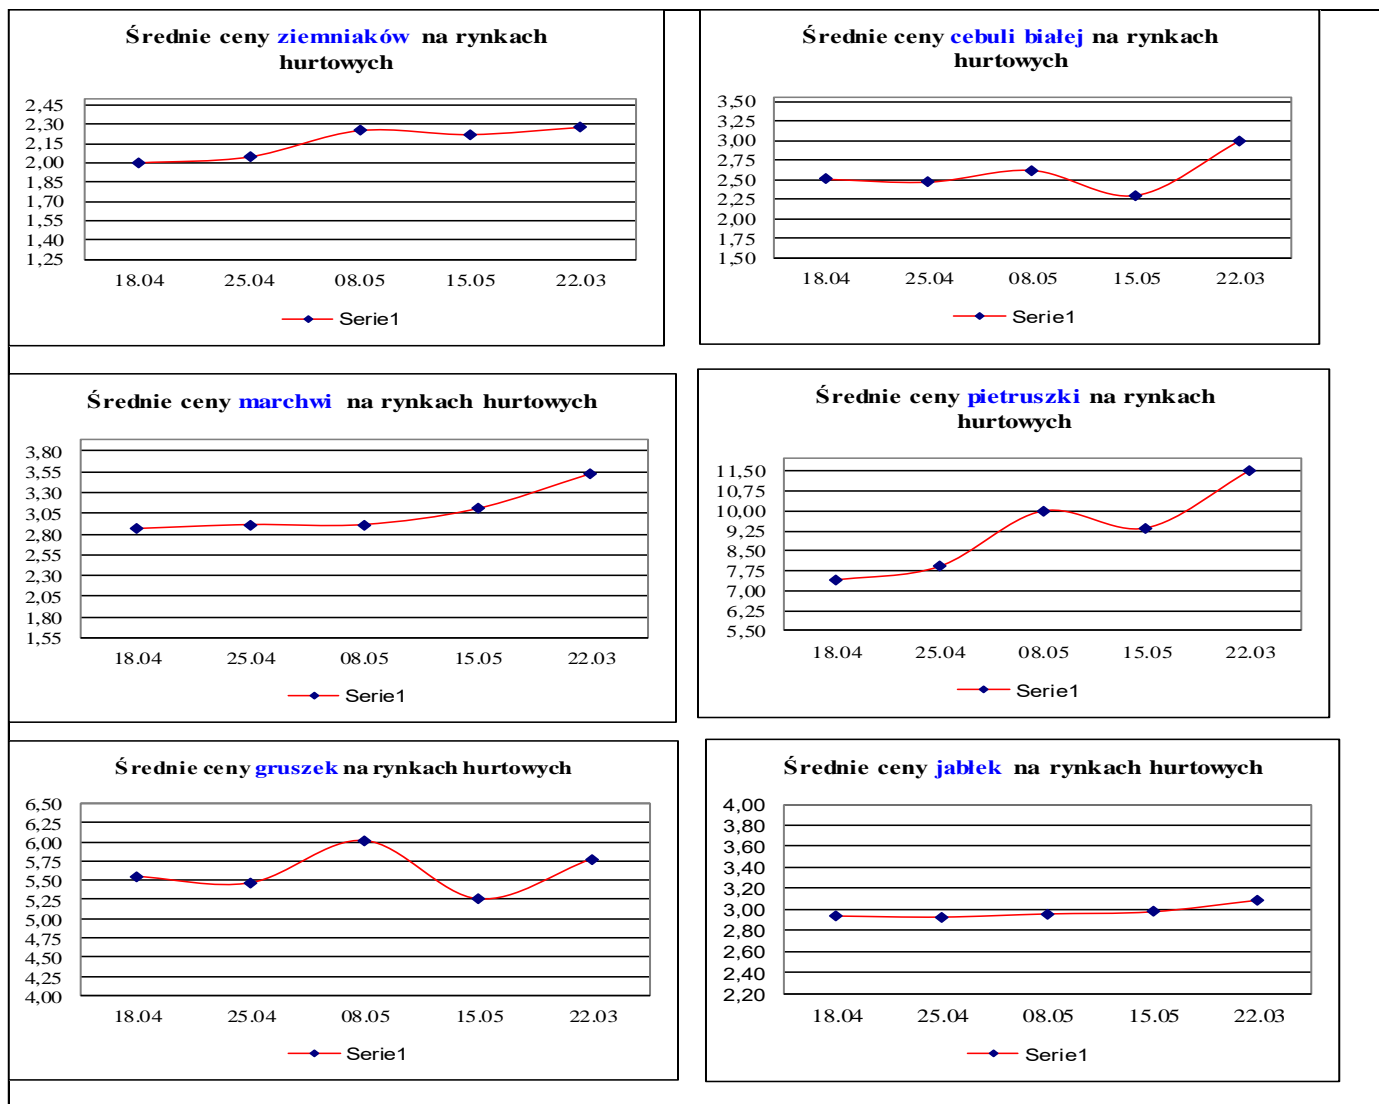 Średnie ceny ziemniaków na rynkach
hurtowych
2,45
2,30
2,15
2,00
1,85
1,70
1,55
1,40
1,25
18.04 25.04 08.05 15.05 22.03
Serie1
Średnie ceny cebuli białej na rynkach
hurtowych
3,50
3,25
3,00
2,75
2,50
2,25
2,00
1,75
1,50
18.04 25.04 08.05 15.05 22.03
Serie1
Średnie ceny marchwi na rynkach hurtowych
3,80
3,55
3,30
3,05
2,80
2,55
2,30
2,05
1,80
1,55
18.04 25.04 08.05 15.05 22.03
Serie1
Średnie ceny pietruszki na rynkach
hurtowych
11,50
10,75
10,00
9,25
8,50
7,75
7,00
6,25
5,50
18.04 25.04 08.05 15.05 22.03
Serie1
Średnie ceny gruszek na rynkach hurtowych
6,50
6,25
6,00
5,75
5,50
5,25
5,00
4,75
4,50
4,25
4,00
18.04 25.04 08.05 15.05 22.03
Serie1
Średnie ceny jabłek na rynkach hurtowych
4,00
3,80
3,60
3,40
3,20
3,00
2,80
2,60
2,40
2,20
18.04 25.04 08.05 15.05 22.03
Serie1